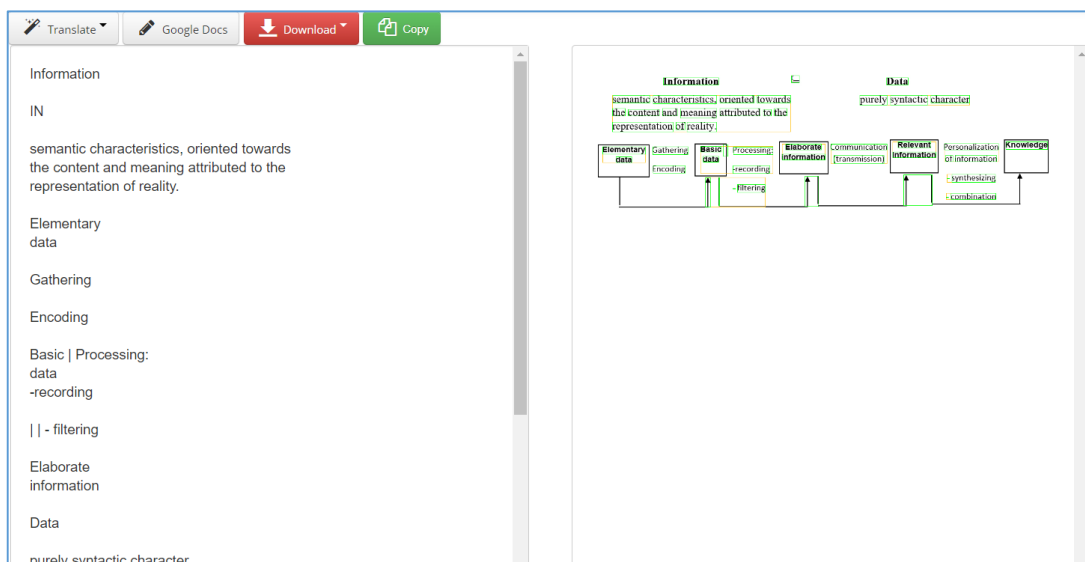 Translate
Google Docs
Download
Copy
Information
IN
semantic characteristics, oriented towards
the content and meaning attributed to the
representation of reality.
Elementary
data
Gathering
Encoding
Basic | Processing:
data
-recording
| | - filtering
Elaborate
information
Data
purely syntactic character
Information
semantic characteristics, oriented towards
the content and meaning attributed to the
representation of reality.
Data
purely syntactic character
Elementary
data
Gathering
Encoding
Basic
data
Processing:
-recording
- filtering
Elaborate
information
Communication
(transmission)
Relevant
information
Personalization
of information
- synthesizing
- combination
Knowledge